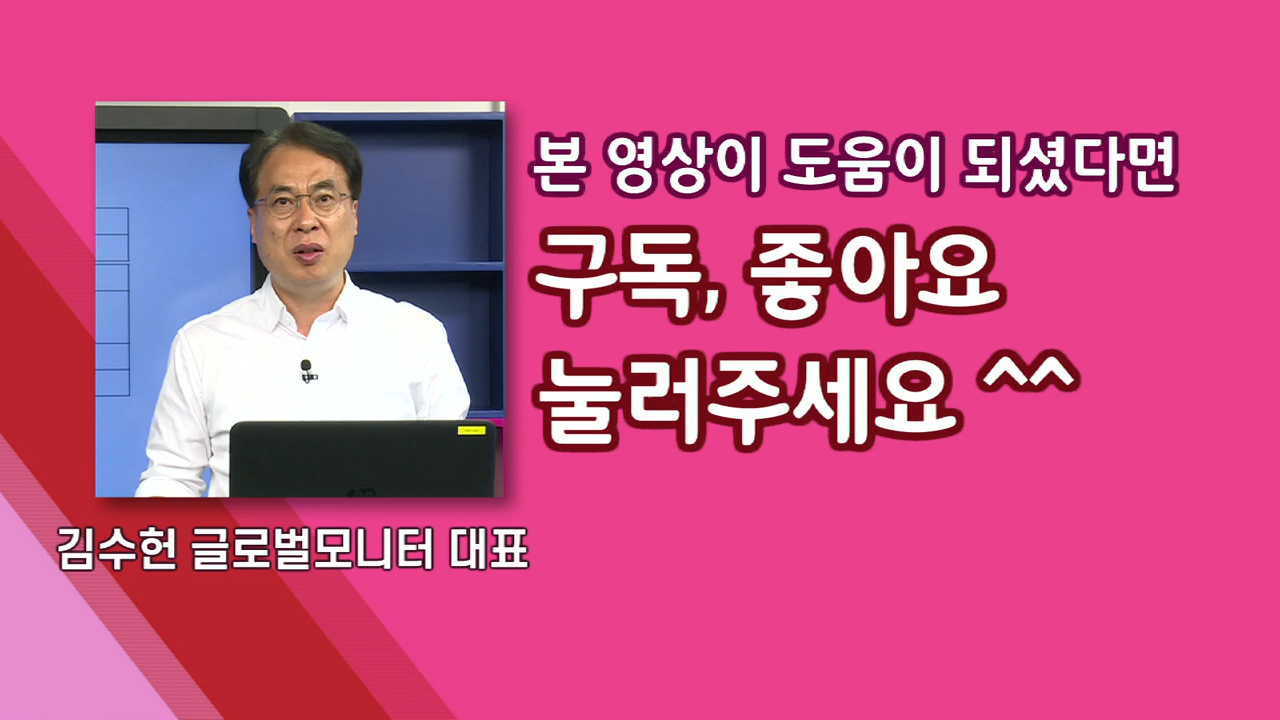 본 영상이 도움이 되셨다면
구독, 좋아요
눌러주세요 ^^
김수헌 글로벌모니터 대표